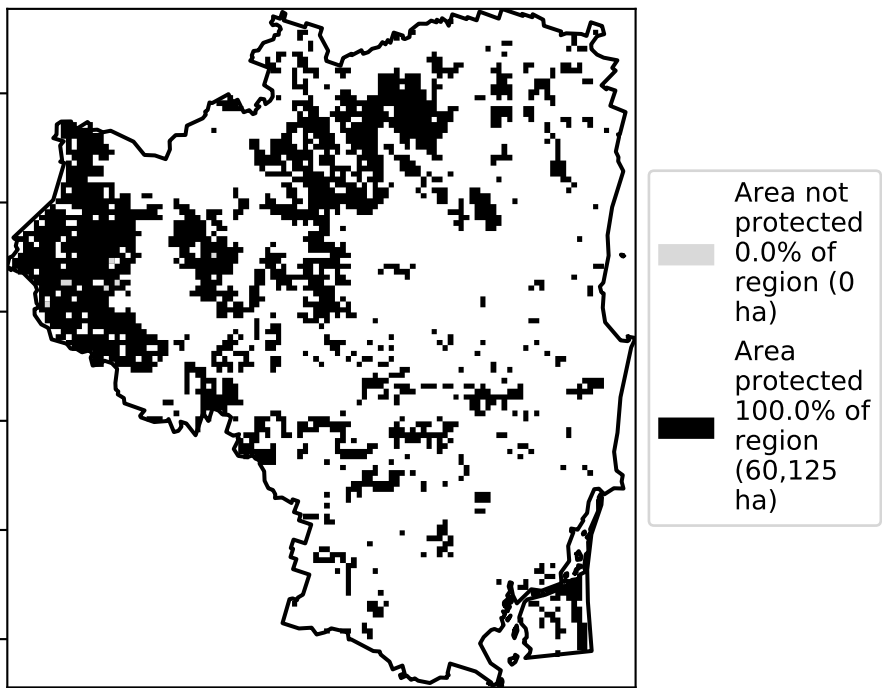 Area not
protected
0.0% of
region (0
ha)
Area
protected
100.0% of
region
(60,125
ha)